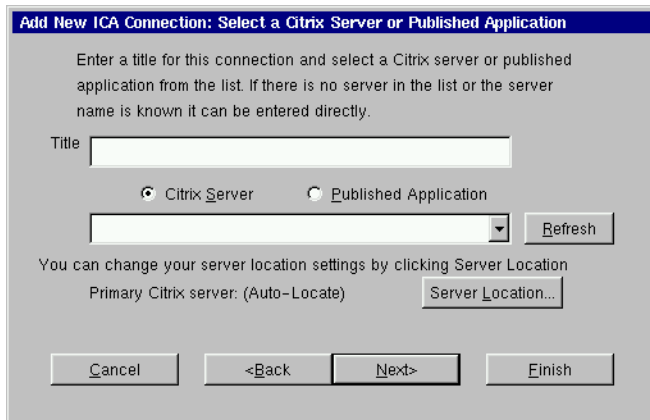 Add New ICA Connection: Select a Citrix Server or Published Application
Enter a title for this connection and select a Citrix server or published
application from the list. If there is no server in the list or the server
name is known it can be entered directly.
Title
Citrix Server Published Application
Refresh
You can change your server location settings by clicking Server Location
Primary Citrix server: (Auto-Locate) Server Location...
Cancel <Back Next> Finish